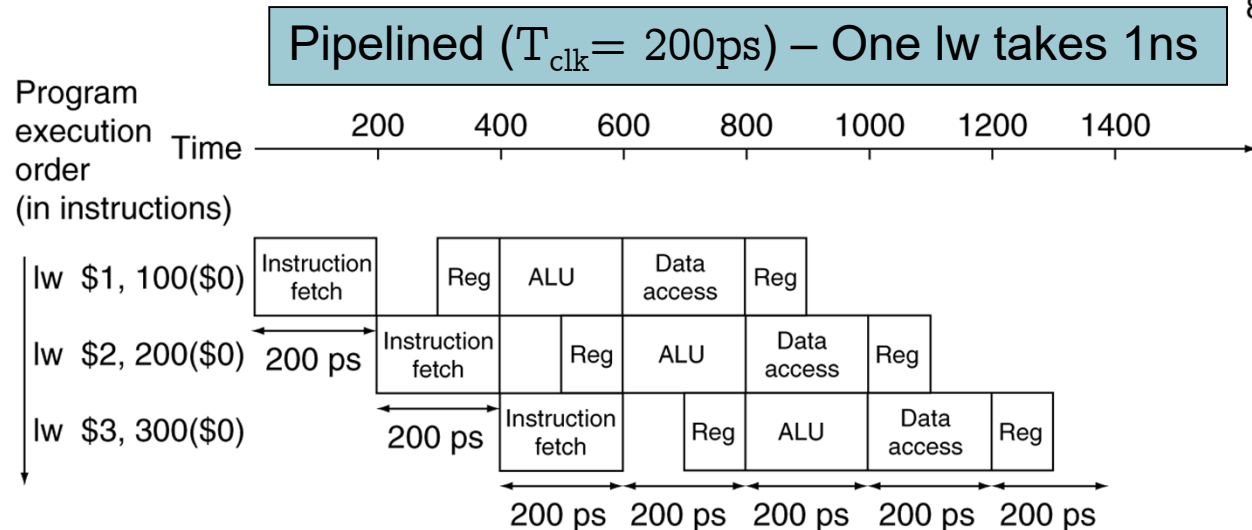 Pipelined (Tclk= 200ps) – One lw takes 1ns
Program
execution
order
(in instructions)
Time
200 400 600 800 1000 1200 1400
lw $1, 100($0)
Instruction
fetch
Reg
ALU
Data
access
Reg
lw $2, 200($0)
200 ps
Instruction
fetch
Reg
ALU
Data
access
Reg
lw $3, 300($0)
200 ps
Instruction
fetch
Reg
ALU
Data
access
Reg
200 ps 200 ps 200 ps 200 ps 200 ps